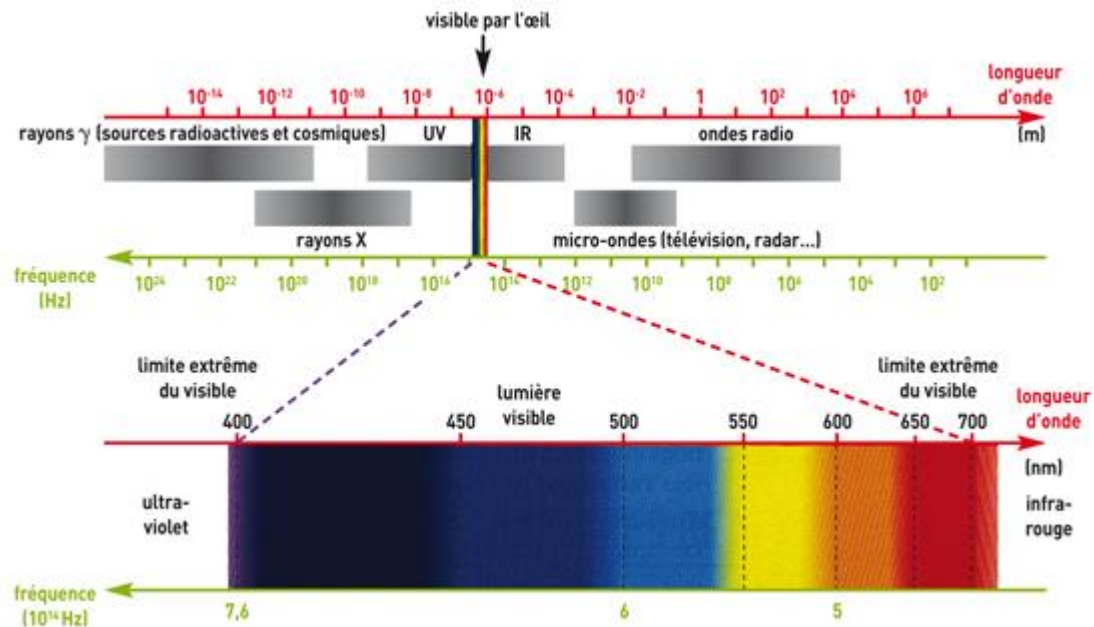 visible par l'œil
10⁻¹⁴ 10⁻¹² 10⁻¹⁰ 10⁻⁸ 10⁻⁶ 10⁻⁴ 10⁻² 1 10² 10⁴ 10⁶
longueur
d'onde
(m)
rayons γ (sources radioactives et cosmiques) UV IR ondes radio
rayons X micro-ondes (télévision, radar...)
fréquence
(Hz)
10²⁴ 10²² 10²⁰ 10¹⁸ 10¹⁶ 10¹⁴ 10¹⁴ 10¹² 10¹⁰ 10⁸ 10⁶ 10⁴ 10²
limite extrême
du visible
lumière
visible
limite extrême
du visible
400 450 500 550 600 650 700
longueur
d'onde
(nm)
ultra-
violet
infra-
rouge
fréquence
(10¹⁴ Hz)
7,6 6 5